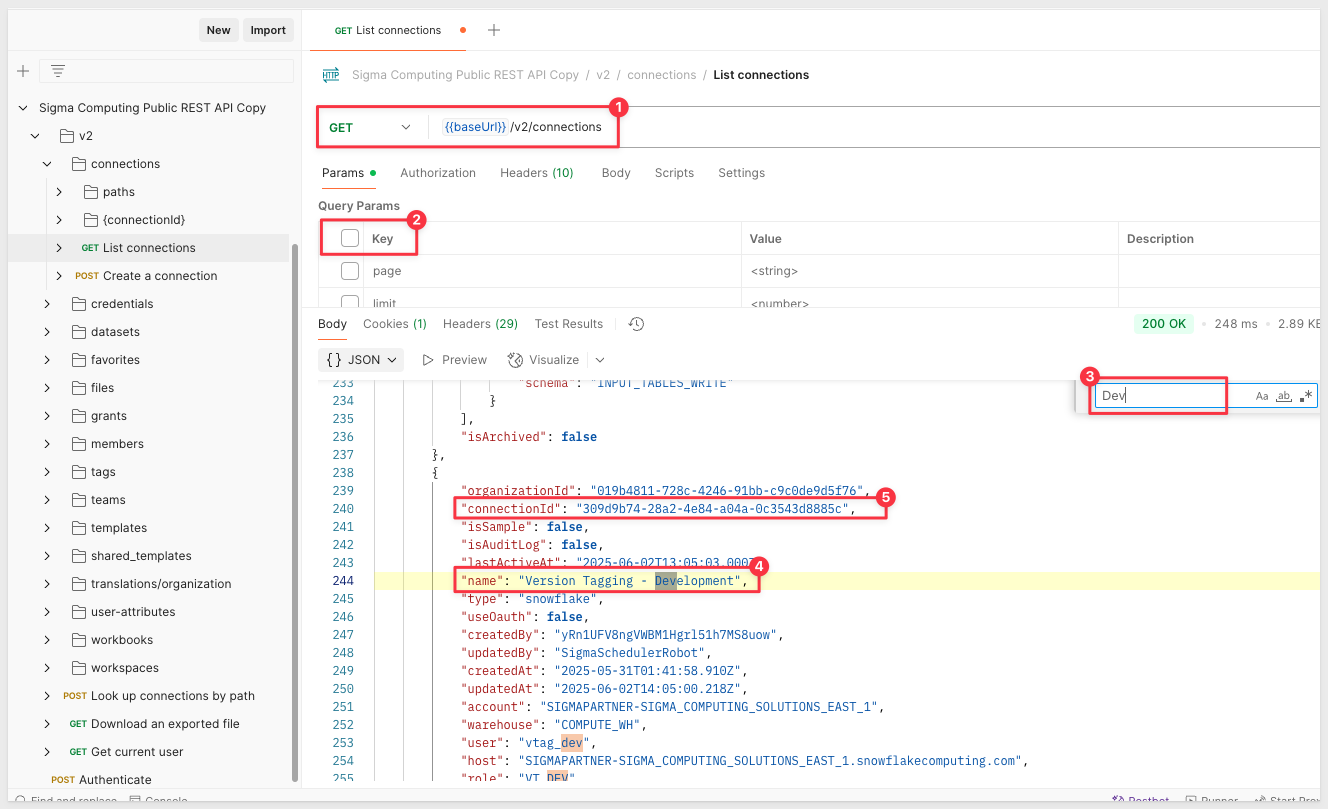 New
Import
GET List connections
Sigma Computing Public REST API Copy / v2 / connections / List connections
Sigma Computing Public REST API Copy
v2
connections
paths
{connectionId}
GET List connections
POST Create a connection
credentials
datasets
favorites
files
grants
members
tags
teams
templates
shared_templates
translations/organization
user-attributes
workbooks
workspaces
POST Look up connections by path
GET Download an exported file
GET Get current user
POST Authenticate
Find and replace
Console
1
GET {{baseUrl}} /v2/connections
Params
Authorization
Headers (10)
Body
Scripts
Settings
Query Params
2
Key Value Description
page <string>
limit <number>
Body
Cookies (1)
Headers (29)
Test Results
200 OK
248 ms
2.89 KB
{} JSON
Preview
Visualize
3
Dev
Aa ab .*
233 "schema": "INPUT_TABLES_WRITE"
234 }
235 ],
236 "isArchived": false
237 },
238 {
239 "organizationId": "019b4811-728c-4246-91bb-c9c0de9d5f76",
5
240 "connectionId": "309d9b74-28a2-4e84-a04a-0c3543d8885c",
241 "isSample": false,
242 "isAuditLog": false,
243 "lastActiveAt": "2025-06-02T13:05:03.000Z
4
244 "name": "Version Tagging - Development",
245 "type": "snowflake",
246 "useOauth": false,
247 "createdBy": "yRn1UFV8ngVWBM1Hgrl51h7MS8uow",
248 "updatedBy": "SigmaSchedulerRobot",
249 "createdAt": "2025-05-31T01:41:58.910Z",
250 "updatedAt": "2025-06-02T14:05:00.218Z",
251 "account": "SIGMAPARTNER-SIGMA_COMPUTING_SOLUTIONS_EAST_1",
252 "warehouse": "COMPUTE_WH",
253 "user": "vtag_dev",
254 "host": "SIGMAPARTNER-SIGMA_COMPUTING_SOLUTIONS_EAST_1.snowflakecomputing.com",
255 "role": "VT_DEV"
Postbot
Runner
Start Pro